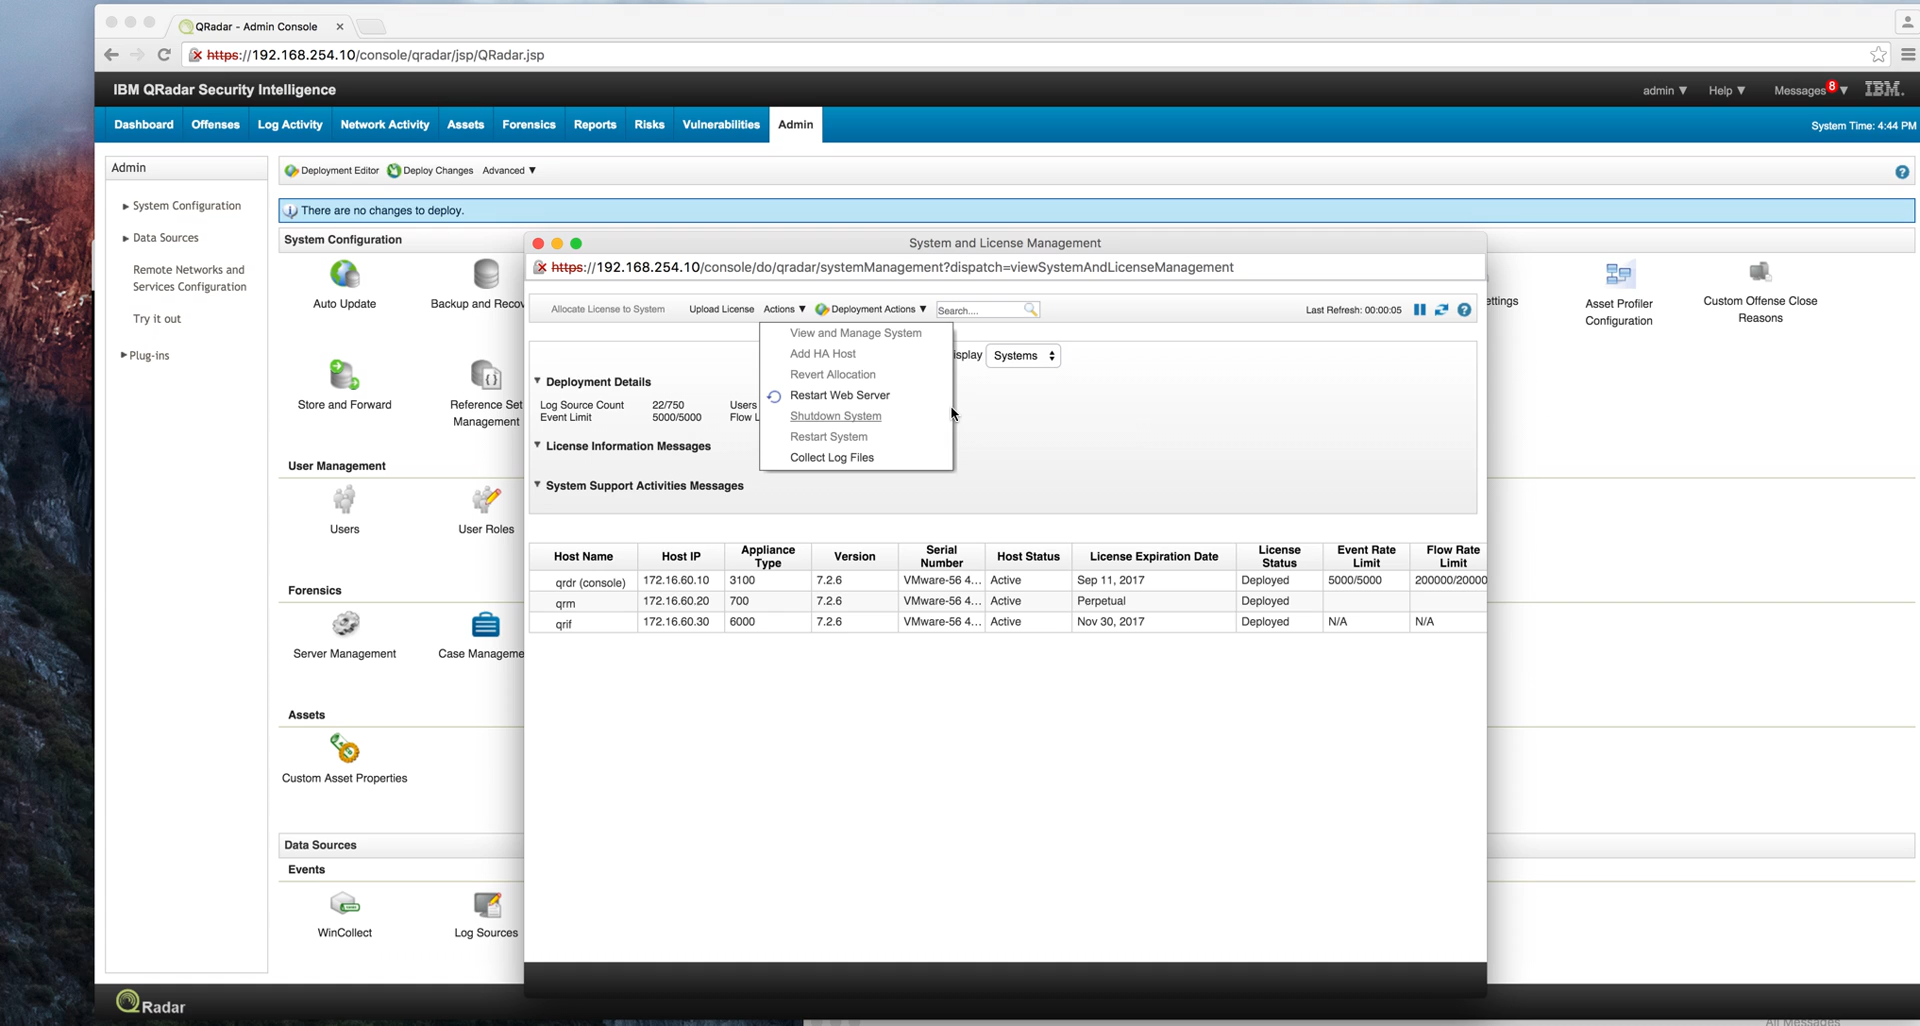 QRadar - Admin Console
https://192.168.254.10/console/qradar/jsp/QRadar.jsp
IBM QRadar Security Intelligence
admin ▼ Help ▼ Messages 8 ▼ IBM.
Dashboard Offenses Log Activity Network Activity Assets Forensics Reports Risks Vulnerabilities Admin System Time: 4:44 PM
Admin
System Configuration
Data Sources
Remote Networks and
Services Configuration
Try it out
Plug-ins
Deployment Editor Deploy Changes Advanced ▼
There are no changes to deploy.
System Configuration
Auto Update
Backup and Recov
Store and Forward
Reference Set
Management
User Management
Users
User Roles
Forensics
Server Management
Case Manageme
Assets
Custom Asset Properties
Data Sources
Events
WinCollect
Log Sources
ettings
Asset Profiler
Configuration
Custom Offense Close
Reasons
System and License Management
https://192.168.254.10/console/do/qradar/systemManagement?dispatch=viewSystemAndLicenseManagement
Allocate License to System Upload License Actions ▼ Deployment Actions ▼ Search.... Last Refresh: 00:00:05
View and Manage System
Add HA Host
Revert Allocation
Restart Web Server
Shutdown System
Restart System
Collect Log Files
isplay Systems
Deployment Details
Log Source Count 22/750 Users
Event Limit 5000/5000 Flow L
License Information Messages
System Support Activities Messages
Host Name Host IP Appliance Type Version Serial Number Host Status License Expiration Date License Status Event Rate Limit Flow Rate Limit
qrdr (console) 172.16.60.10 3100 7.2.6 VMware-56 4... Active Sep 11, 2017 Deployed 5000/5000 200000/20000
qrm 172.16.60.20 700 7.2.6 VMware-56 4... Active Perpetual Deployed
qrif 172.16.60.30 6000 7.2.6 VMware-56 4... Active Nov 30, 2017 Deployed N/A N/A
QRadar
All Messages